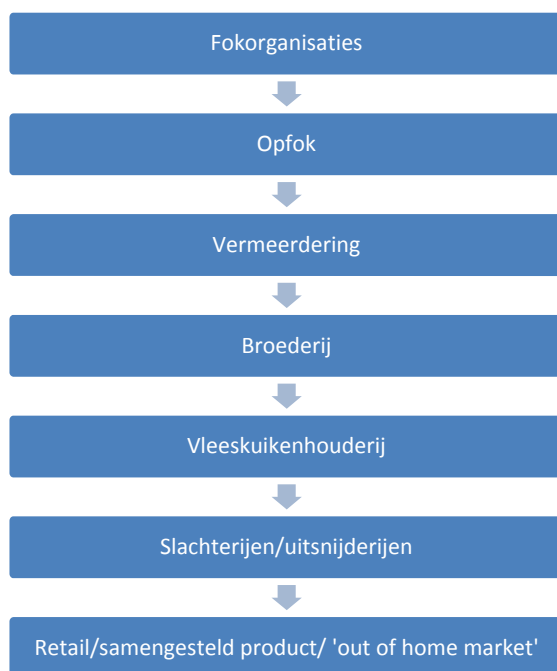 Fokorganisaties
Opfok
Vermeerdering
Broederij
Vleeskuikenhouderij
Slachterijen/uitsnijderijen
Retail/samengesteld product/ 'out of home market'